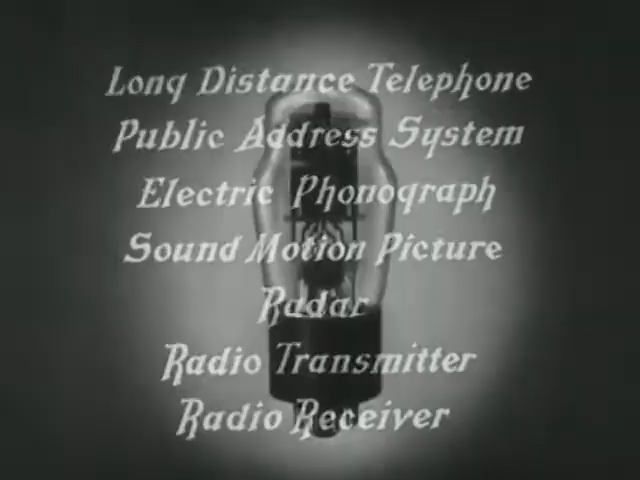 Long Distance Telephone
Public Address System
Electric Phonograph
Sound Motion Picture
Radar
Radio Transmitter
Radio Receiver